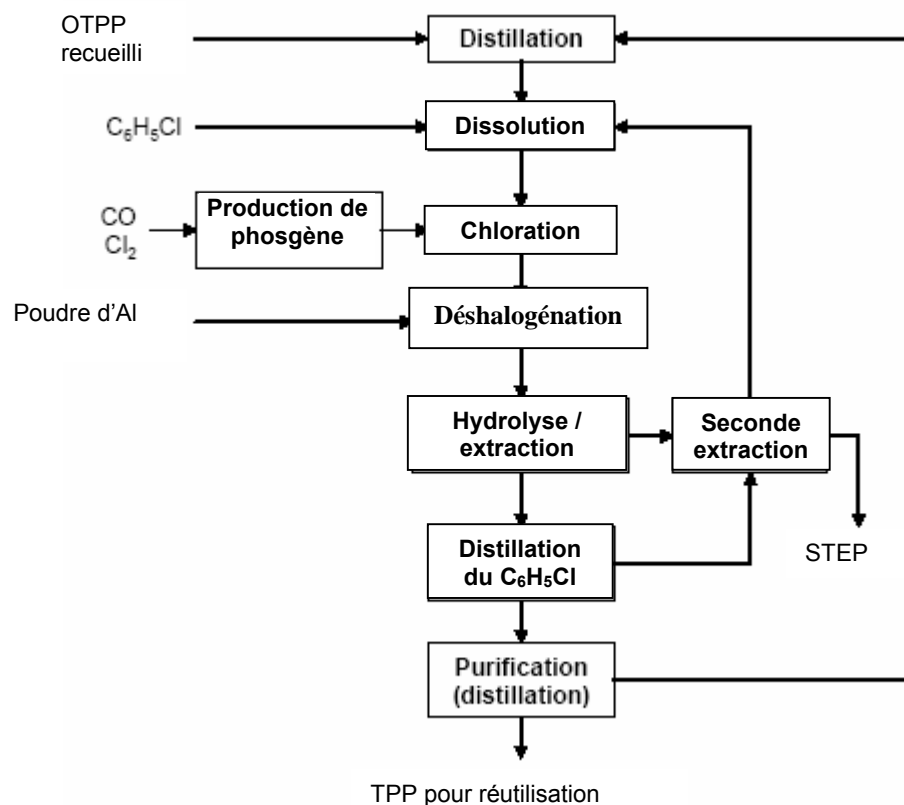 OTPP
recueilli
Distillation
C₆H₅Cl
Dissolution
CO
Cl₂
Production de
phosgène
Chloration
Poudre d'Al
Déshalogénation
Hydrolyse /
extraction
Seconde
extraction
Distillation
du C₆H₅Cl
STEP
Purification
(distillation)
TPP pour réutilisation